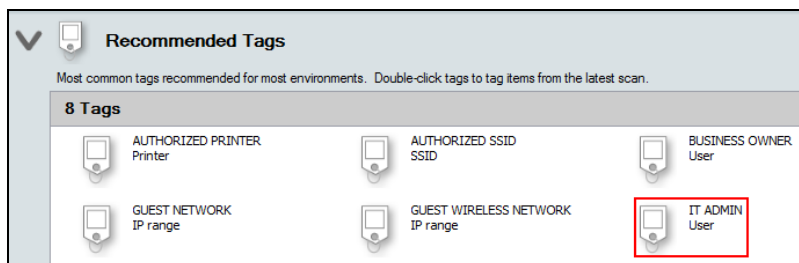 Recommended Tags
Most common tags recommended for most environments. Double-click tags to tag items from the latest scan.
8 Tags
AUTHORIZED PRINTER
Printer
AUTHORIZED SSID
SSID
BUSINESS OWNER
User
GUEST NETWORK
IP range
GUEST WIRELESS NETWORK
IP range
IT ADMIN
User